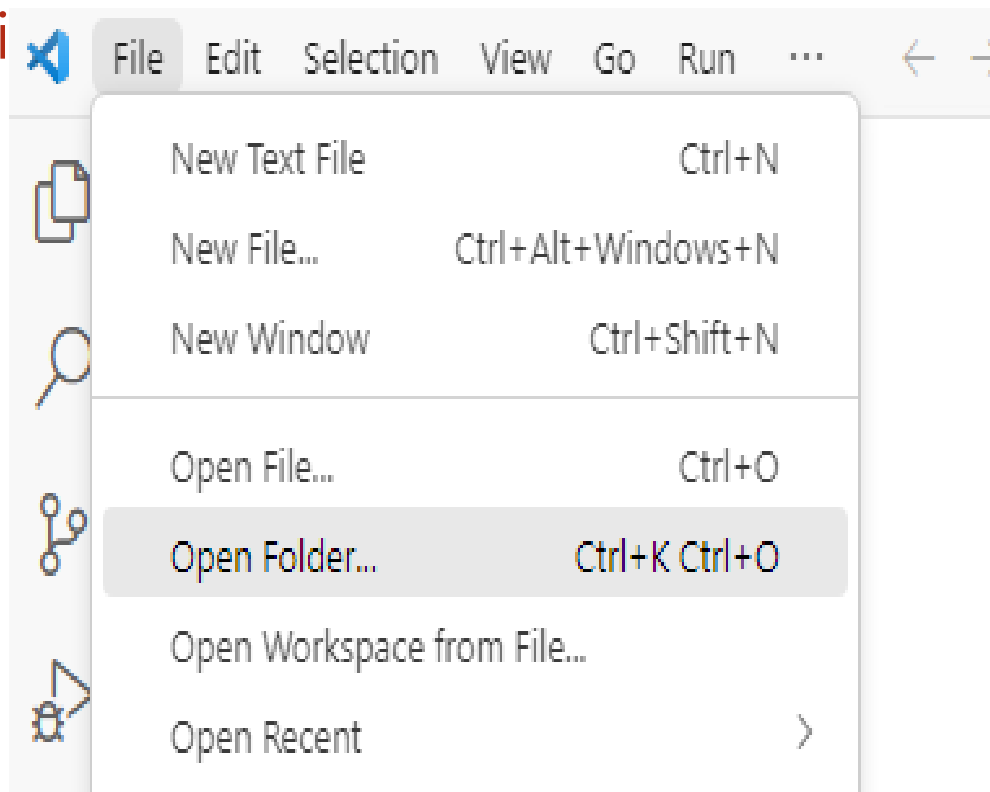 File Edit Selection View Go Run ...
New Text File Ctrl+N
New File... Ctrl+Alt+Windows+N
New Window Ctrl+Shift+N
Open File... Ctrl+O
Open Folder... Ctrl+K Ctrl+O
Open Workspace from File...
Open Recent